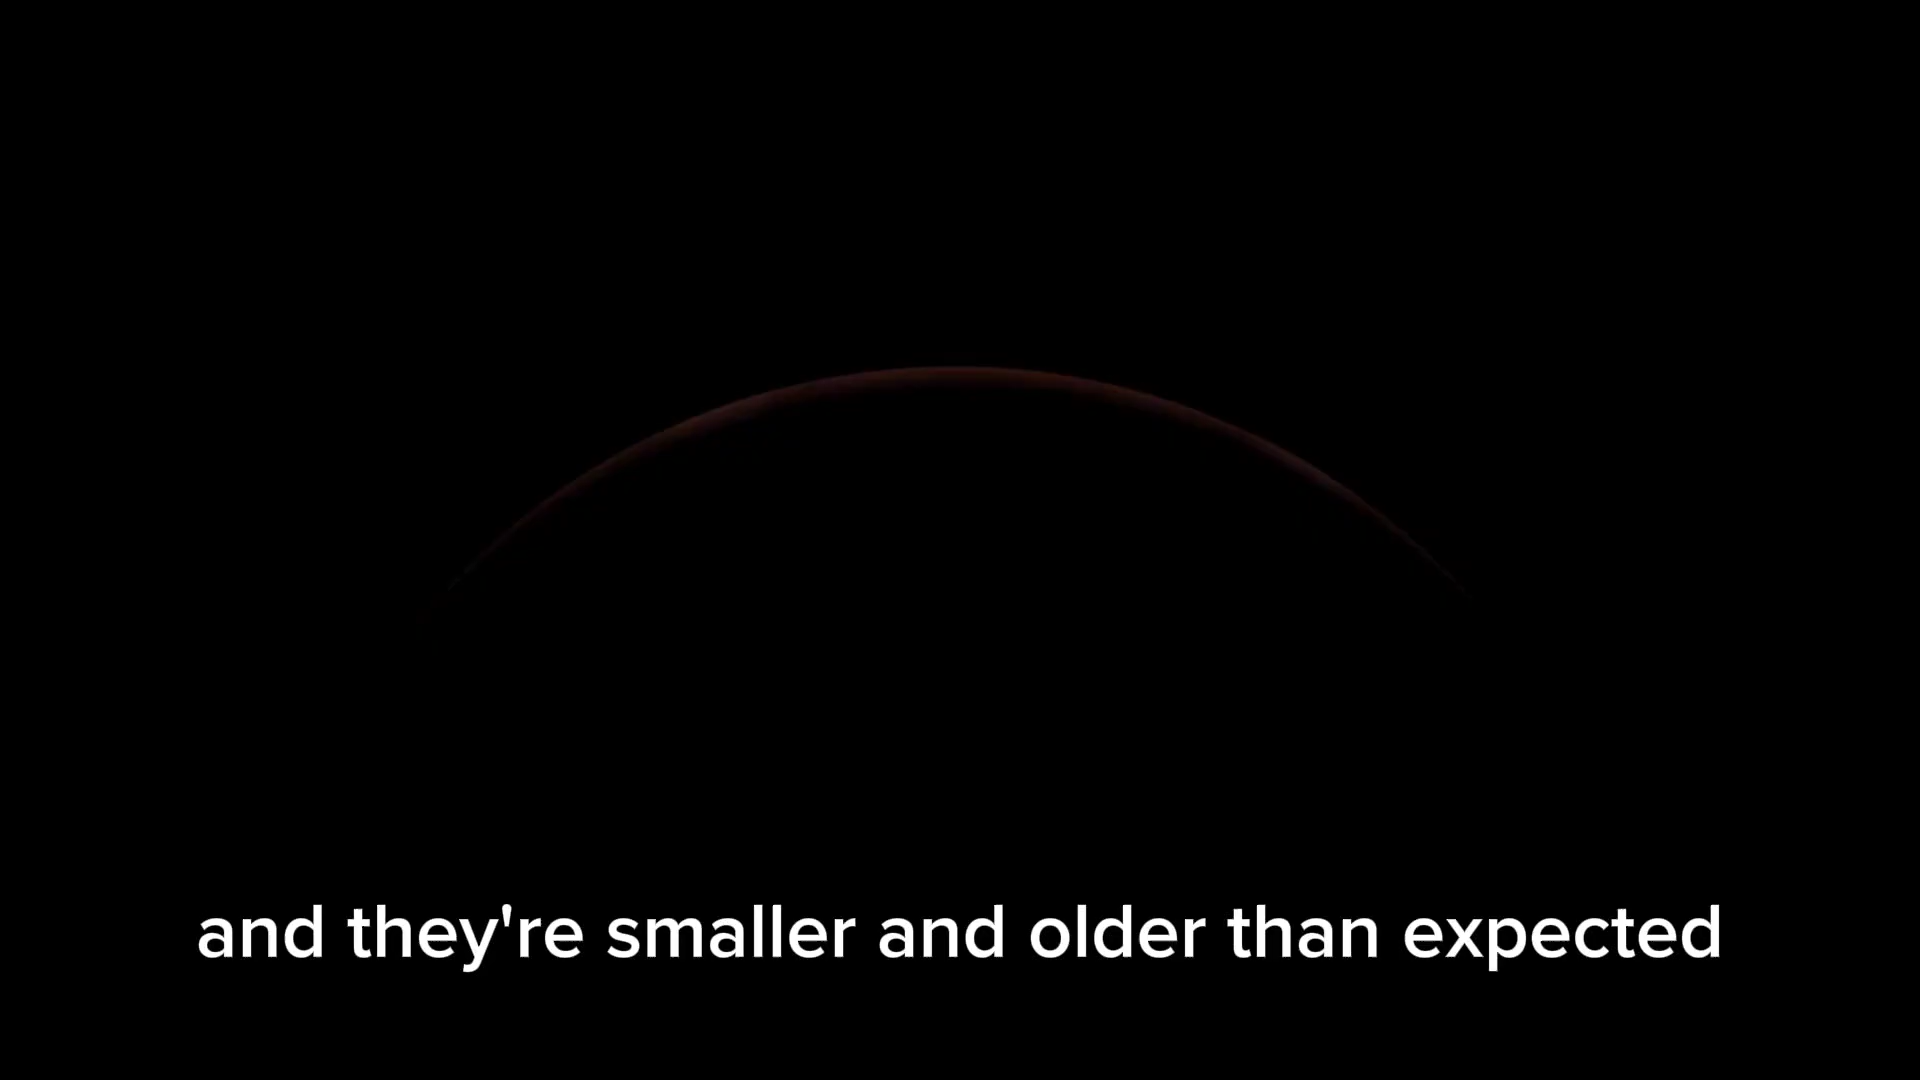 and they're smaller and older than expected